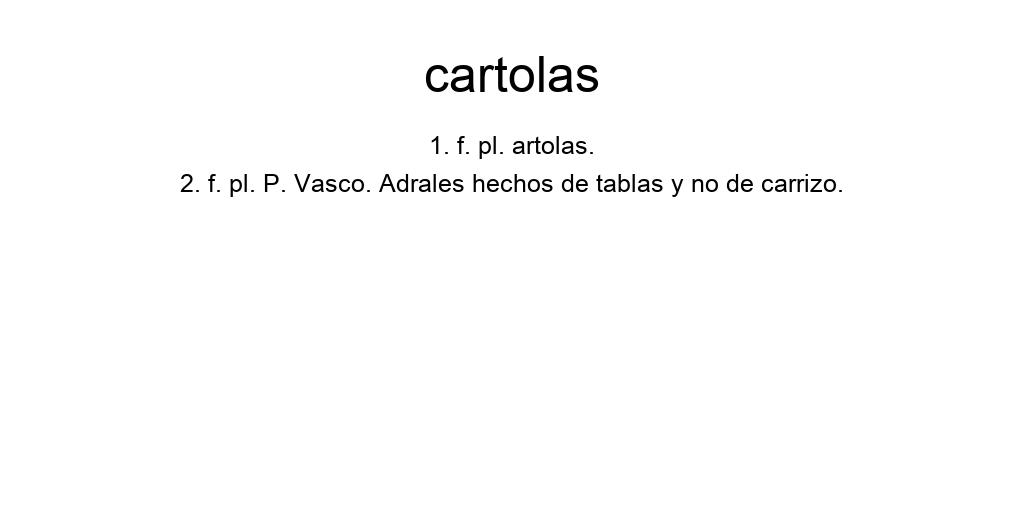 cartolas
1. f. pl. artolas.
2. f. pl. P. Vasco. Adrales hechos de tablas y no de carrizo.